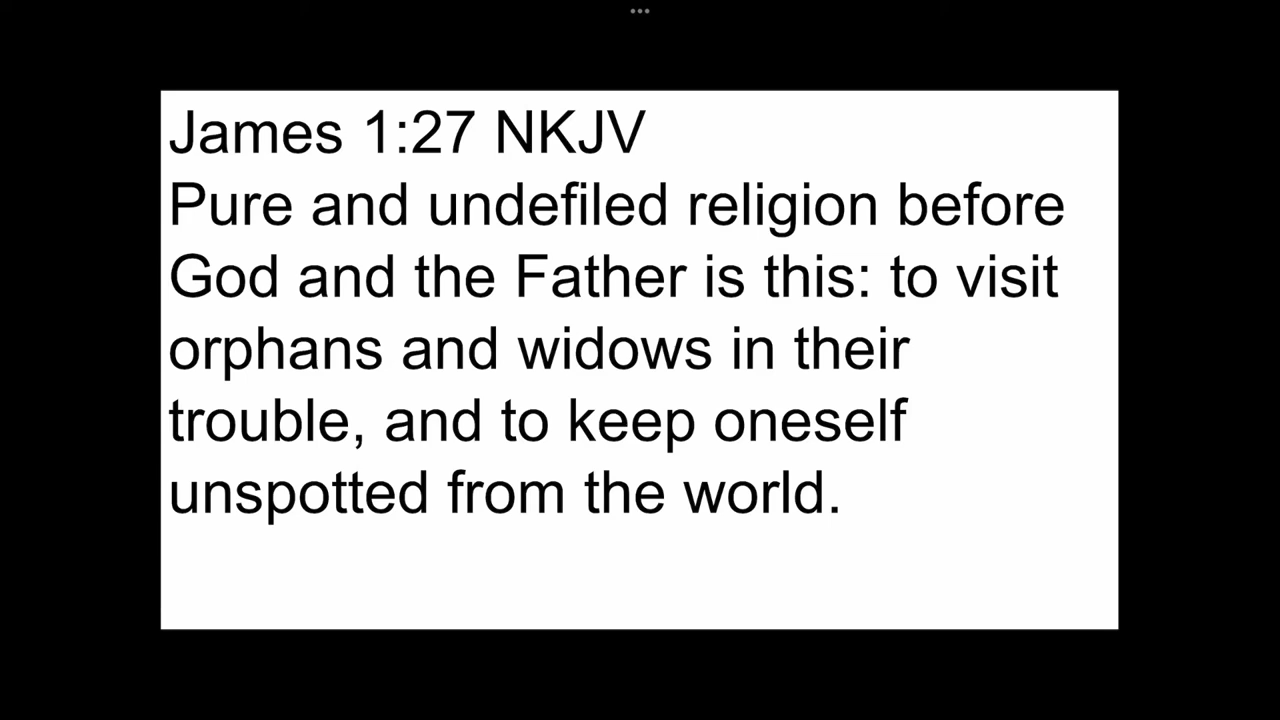 James 1:27 NKJV
Pure and undefiled religion before
God and the Father is this: to visit
orphans and widows in their
trouble, and to keep oneself
unspotted from the world.